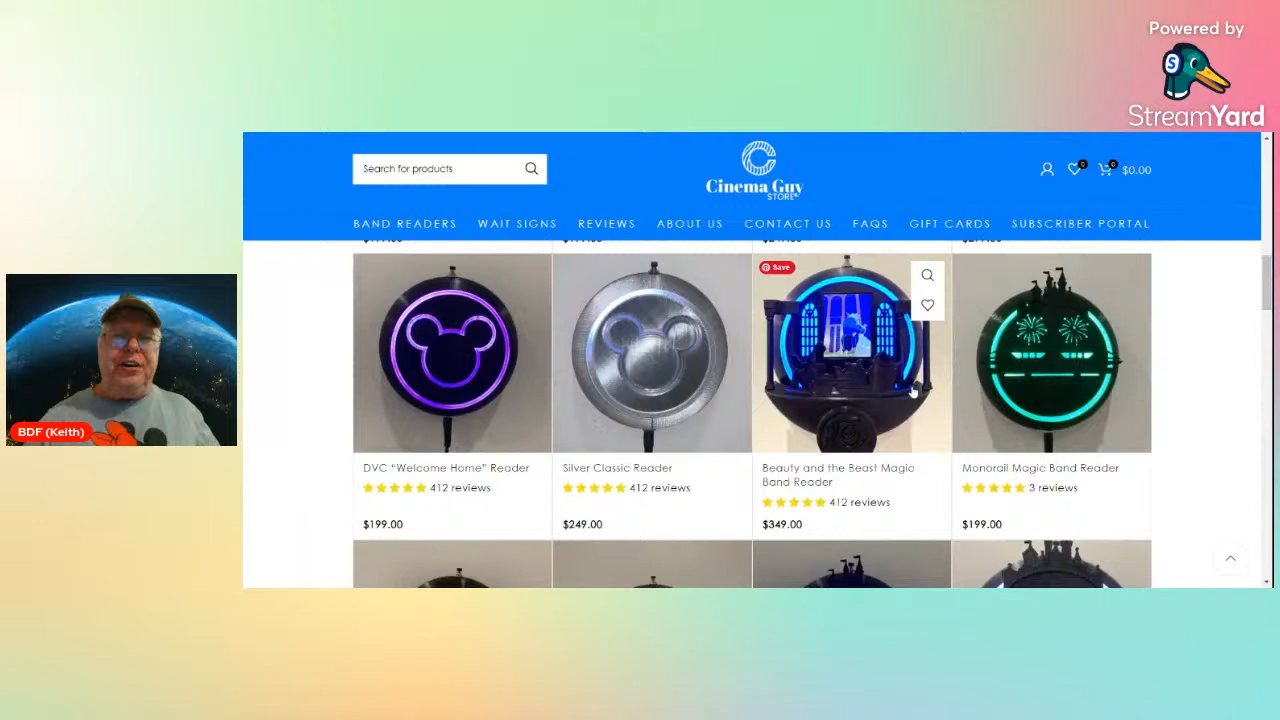 Powered by
S
StreamYard
Search for products
C
Cinema Guy
STORE
0
0
$0.00
BAND READERS WAIT SIGNS REVIEWS ABOUT US CONTACT US FAQS GIFT CARDS SUBSCRIBER PORTAL
Save
BDF (Keith)
DVC “Welcome Home” Reader
412 reviews
$199.00
Silver Classic Reader
412 reviews
$249.00
Beauty and the Beast Magic
Band Reader
412 reviews
$349.00
Monorail Magic Band Reader
3 reviews
$199.00